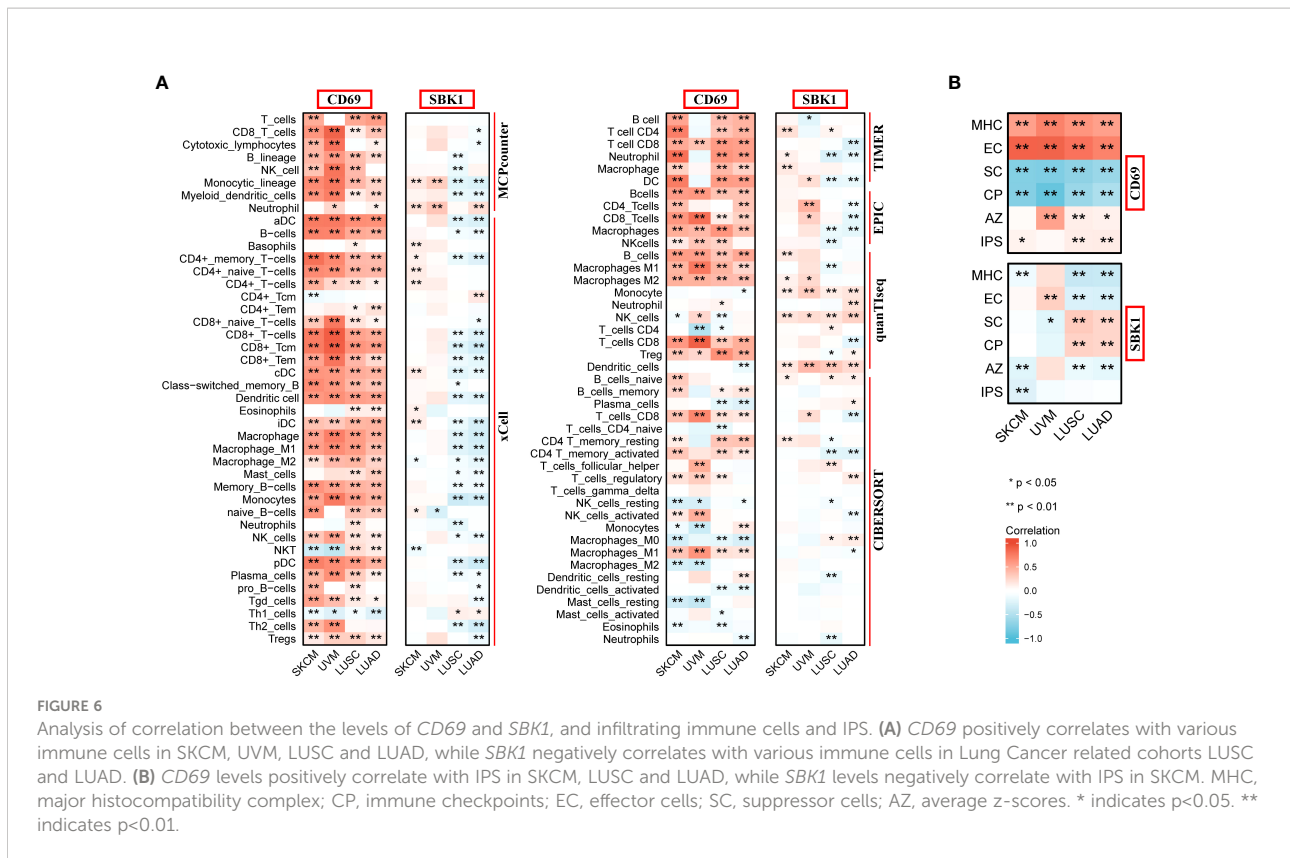 A
B
CD69
SBK1
T_cells ** ** **
CD8_T_cells ** ** ** ** *
Cytotoxic_lymphocytes ** ** * *
B_lineage ** ** ** ** **
NK_cell ** ** ** **
Monocytic_lineage ** ** ** ** ** ** ** **
Myeloid_dendritic_cells ** ** ** ** ** **
Neutrophil * * ** ** **
MCPcounter
aDC ** ** ** ** ** **
B-cells ** ** ** ** * **
Basophils * **
CD4+_memory_T-cells ** ** ** ** * ** **
CD4+_naive_T-cells ** ** ** ** **
CD4+_T-cells ** * * ** **
CD4+_Tcm ** **
CD4+_Tem * **
CD8+_naive_T-cells ** ** ** * *
CD8+_T-cells ** ** ** ** ** **
CD8+_Tcm ** ** ** ** ** **
CD8+_Tem ** ** ** ** ** **
cDC ** ** ** ** ** ** **
Class-switched_memory_B ** ** ** ** *
Dendritic cell ** ** ** ** ** **
Eosinophils ** ** *
iDC ** ** ** ** ** ** **
Macrophage ** ** ** ** ** **
Macrophage_M1 ** ** ** ** ** **
Macrophage_M2 ** ** ** ** * * **
Mast_cells ** ** * **
Memory_B-cells ** ** ** ** ** **
Monocytes ** ** ** ** ** **
naive_B-cells ** ** ** * *
Neutrophils ** **
NK_cells ** ** ** ** * **
NKT ** ** ** ** **
pDC ** ** ** ** ** **
Plasma_cells ** ** ** ** ** *
pro_B-cells ** ** *
Tgd_cells ** ** ** * **
Th1_cells ** * * ** * *
Th2_cells ** ** ** **
Tregs ** ** ** ** **
xCell
SKCM UVM LUSC LUAD SKCM UVM LUSC LUAD
CD69
SBK1
B cell ** ** ** *
T cell CD4 ** ** ** ** *
T cell CD8 ** ** ** ** **
Neutrophil ** ** ** * ** **
Macrophage ** ** ** **
DC ** ** ** * ** **
TIMER
Bcells ** ** ** **
CD4_Tcells ** ** ** **
CD8_Tcells ** ** ** ** * **
Macrophages ** ** ** ** ** **
NKcells ** ** ** **
EPIC
B_cells ** ** ** ** **
Macrophages M1 ** ** ** ** **
Macrophages M2 ** ** ** ** * *
Monocyte * ** ** ** **
Neutrophil * **
NK_cells * * ** ** * ** **
T_cells CD4 ** * *
T_cells CD8 ** ** ** ** **
Treg ** * ** ** * *
Dendritic_cells ** ** ** ** **
quanTIseq
B_cells_naive ** * * *
B_cells_memory ** * **
Plasma_cells ** ** *
T_cells_CD8 ** ** ** ** * **
T_cells_CD4_naive **
CD4 T_memory_resting ** ** ** ** *
CD4 T_memory_activated ** ** ** ** **
T_cells_follicular_helper ** **
T_cells_regulatory ** ** ** **
T_cells_gamma_delta
NK_cells_resting ** * * *
NK_cells_activated ** ** **
Monocytes * ** **
Macrophages_M0 ** ** ** * **
Macrophages_M1 ** ** ** ** *
Macrophages_M2 ** **
Dendritic_cells_resting ** **
Dendritic_cells_activated ** **
Mast_cells_resting ** **
Mast_cells_activated *
Eosinophils ** **
Neutrophils ** **
CIBERSORT
SKCM UVM LUSC LUAD SKCM UVM LUSC LUAD
MHC ** ** ** **
EC ** ** ** **
SC ** ** ** **
CP ** ** ** **
AZ ** ** *
IPS * ** **
CD69
MHC ** ** **
EC ** ** **
SC * ** **
CP ** **
AZ ** ** **
IPS **
SBK1
SKCM UVM LUSC LUAD
* p < 0.05
** p < 0.01
Correlation
1.0
0.5
0.0
−0.5
−1.0
FIGURE 6
Analysis of correlation between the levels of CD69 and SBK1, and infiltrating immune cells and IPS. (A) CD69 positively correlates with various
immune cells in SKCM, UVM, LUSC and LUAD, while SBK1 negatively correlates with various immune cells in Lung Cancer related cohorts LUSC
and LUAD. (B) CD69 levels positively correlate with IPS in SKCM, LUSC and LUAD, while SBK1 levels negatively correlate with IPS in SKCM. MHC,
major histocompatibility complex; CP, immune checkpoints; EC, effector cells; SC, suppressor cells; AZ, average z-scores. * indicates p<0.05. **
indicates p<0.01.